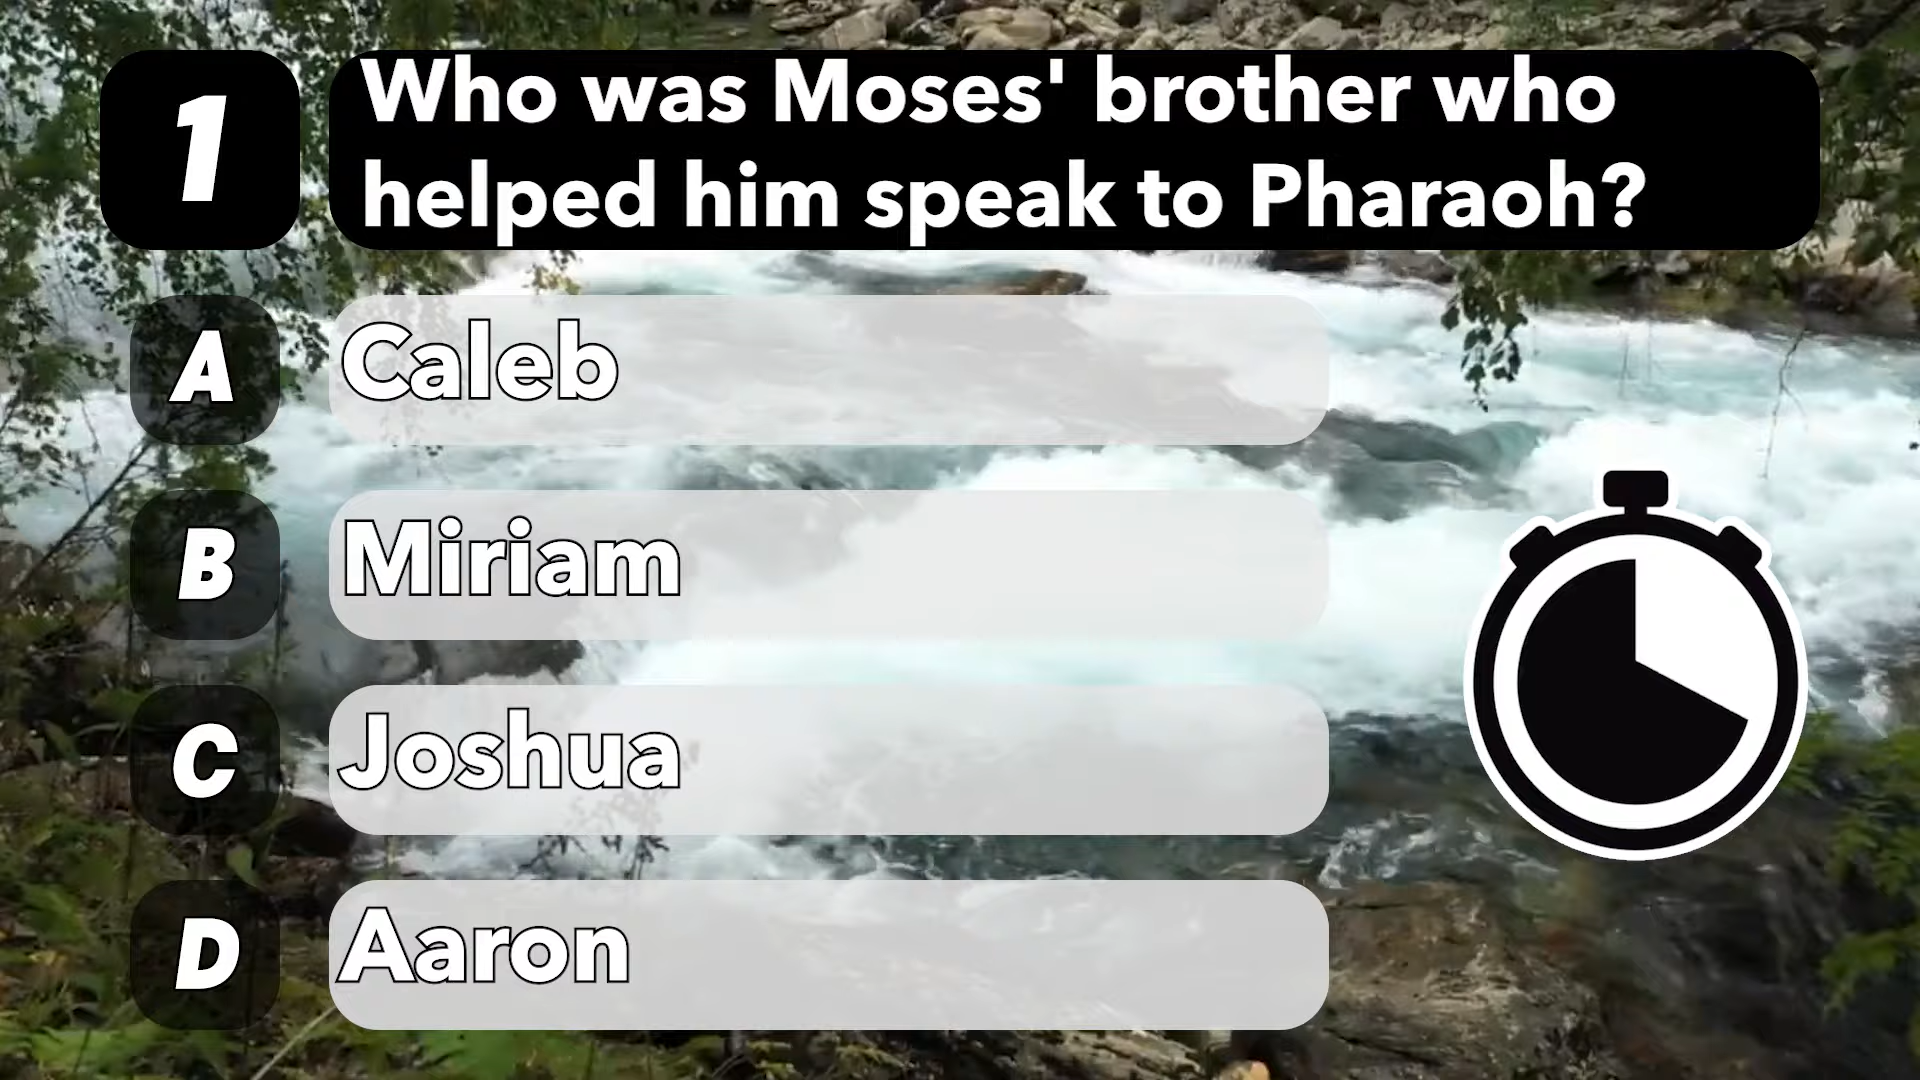 1
Who was Moses' brother who
helped him speak to Pharaoh?
A
Caleb
B
Miriam
C
Joshua
D
Aaron